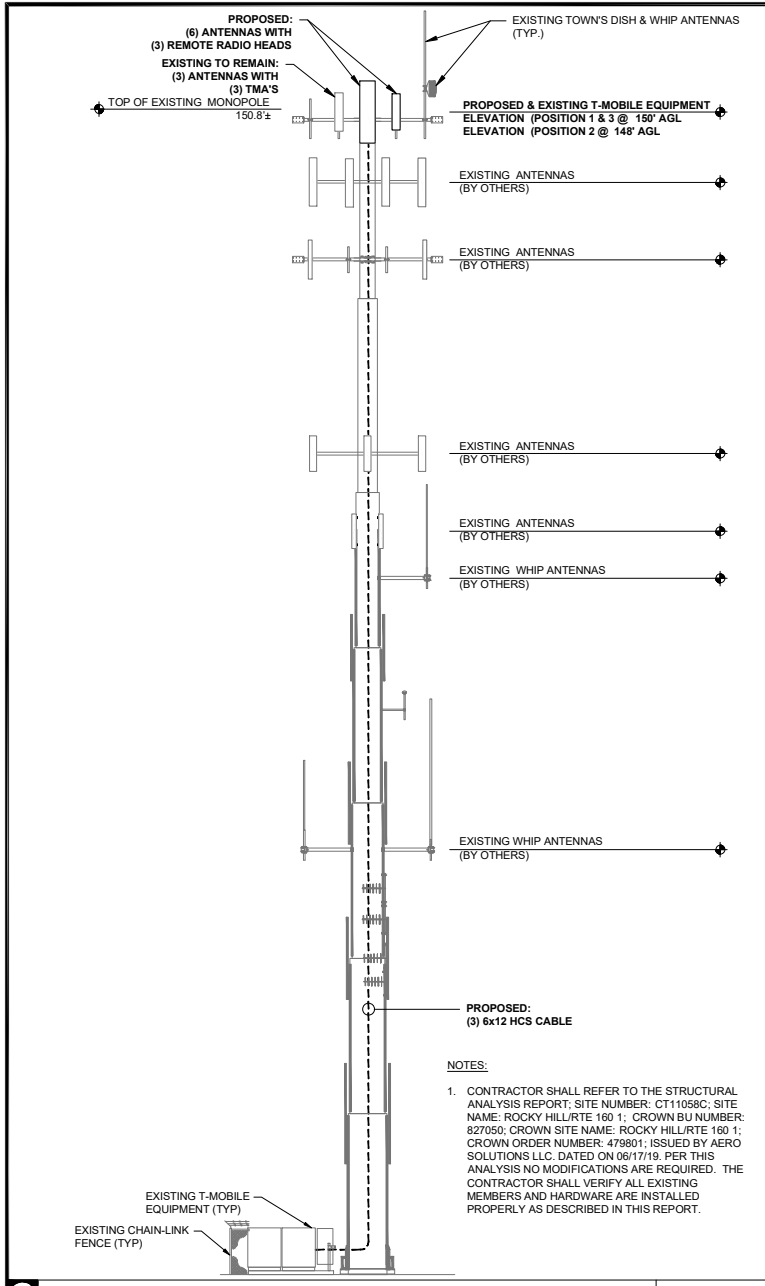 PROPOSED:
(6) ANTENNAS WITH
(3) REMOTE RADIO HEADS
EXISTING TOWN'S DISH & WHIP ANTENNAS
(TYP.)
EXISTING TO REMAIN:
(3) ANTENNAS WITH
(3) TMA'S
TOP OF EXISTING MONOPOLE
150.8'±
PROPOSED & EXISTING T-MOBILE EQUIPMENT
ELEVATION (POSITION 1 & 3 @ 150' AGL
ELEVATION (POSITION 2 @ 148' AGL
EXISTING ANTENNAS
(BY OTHERS)
EXISTING ANTENNAS
(BY OTHERS)
EXISTING ANTENNAS
(BY OTHERS)
EXISTING ANTENNAS
(BY OTHERS)
EXISTING WHIP ANTENNAS
(BY OTHERS)
EXISTING WHIP ANTENNAS
(BY OTHERS)
PROPOSED:
(3) 6x12 HCS CABLE
NOTES:
1. CONTRACTOR SHALL REFER TO THE STRUCTURAL
ANALYSIS REPORT; SITE NUMBER: CT11058C; SITE
NAME: ROCKY HILL/RTE 160 1; CROWN BU NUMBER:
827050; CROWN SITE NAME: ROCKY HILL/RTE 160 1;
CROWN ORDER NUMBER: 479801; ISSUED BY AERO
SOLUTIONS LLC. DATED ON 06/17/19. PER THIS
ANALYSIS NO MODIFICATIONS ARE REQUIRED. THE
CONTRACTOR SHALL VERIFY ALL EXISTING
MEMBERS AND HARDWARE ARE INSTALLED
PROPERLY AS DESCRIBED IN THIS REPORT.
EXISTING T-MOBILE
EQUIPMENT (TYP)
EXISTING CHAIN-LINK
FENCE (TYP)